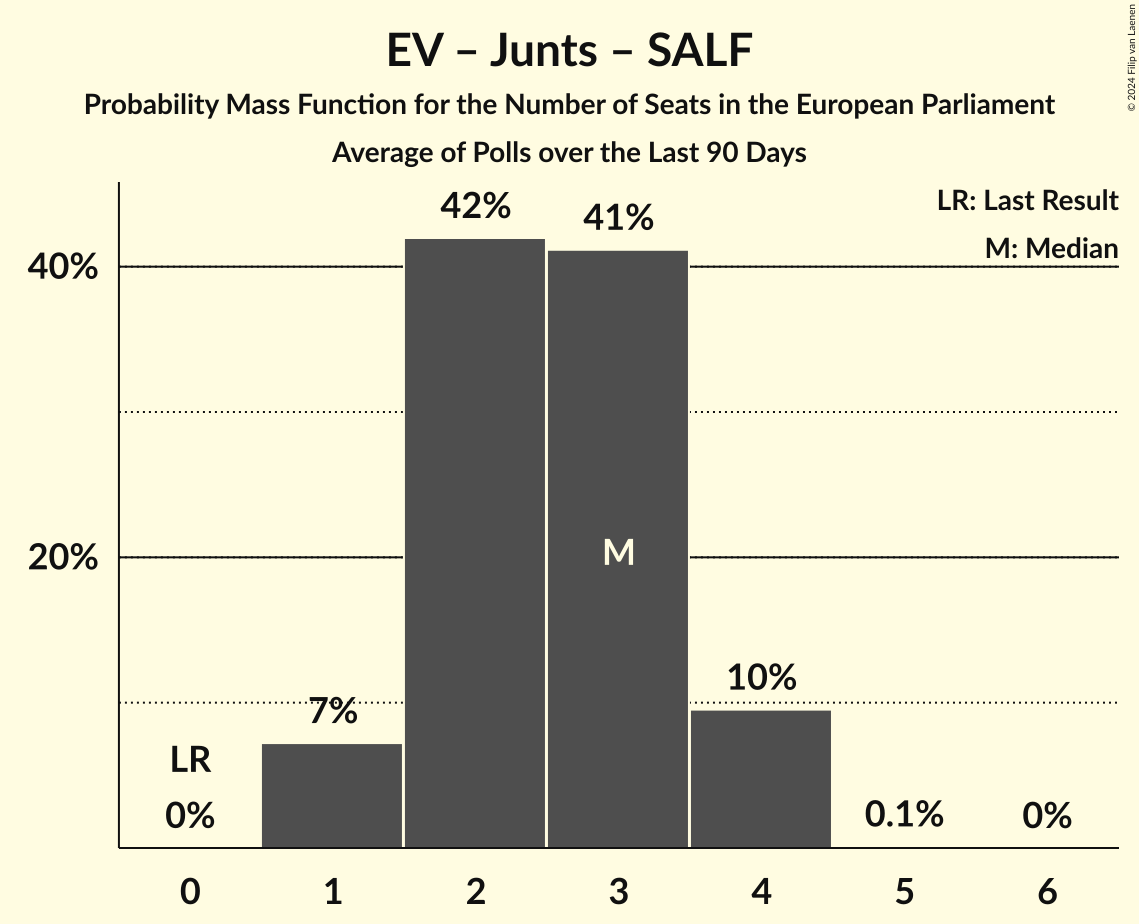 EV – Junts – SALF
Probability Mass Function for the Number of Seats in the European Parliament
Average of Polls over the Last 90 Days
© 2024 Filip van Laenen
LR: Last Result
M: Median
42%
41%
40%
M
20%
10%
7%
LR
0%
0.1%
0%
0 1 2 3 4 5 6